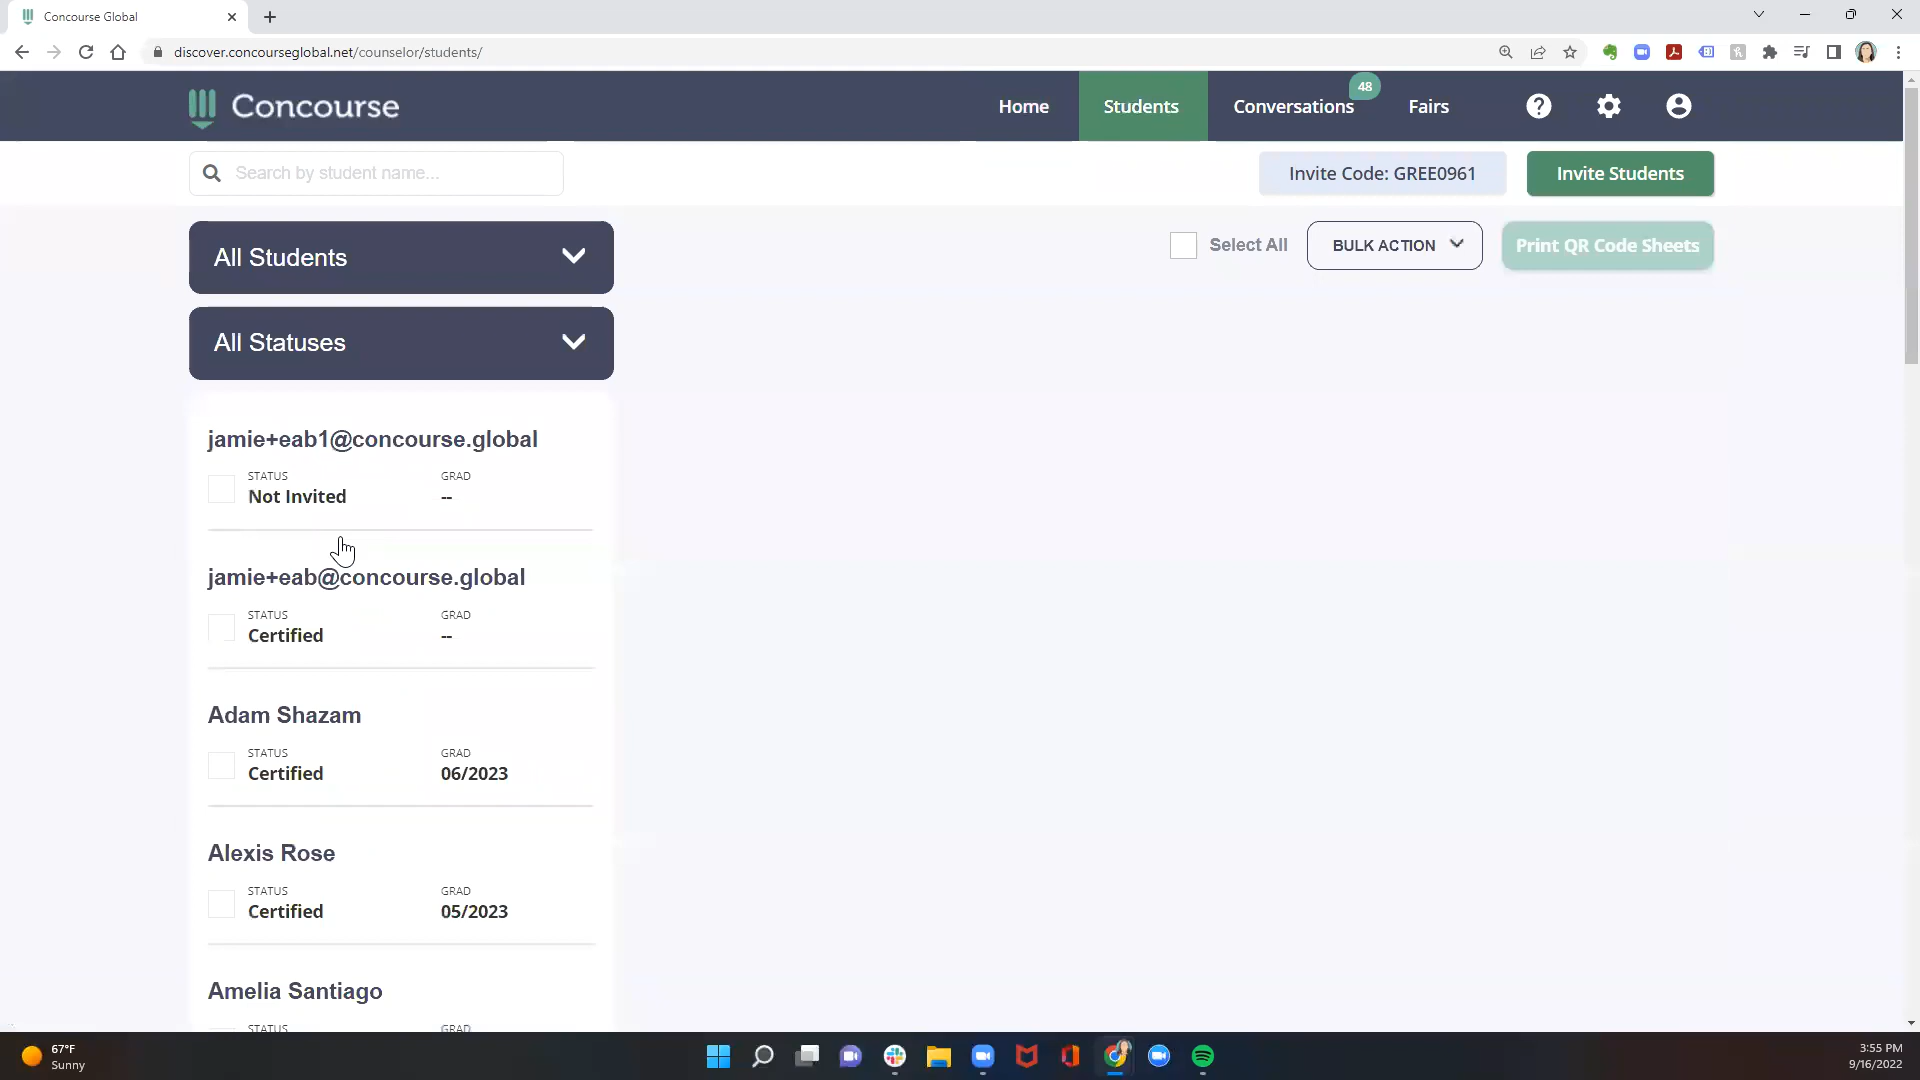 Concourse Global
discover.concourseglobal.net/counselor/students/
Concourse
Home
Students
Conversations
48
Fairs
Search by student name...
Invite Code: GREE0961
Invite Students
All Students
Select All
BULK ACTION
Print QR Code Sheets
All Statuses
jamie+eab1@concourse.global
STATUS GRAD
Not Invited --
jamie+eab@concourse.global
STATUS GRAD
Certified --
Adam Shazam
STATUS GRAD
Certified 06/2023
Alexis Rose
STATUS GRAD
Certified 05/2023
Amelia Santiago
STATUS GRAD
67°F
Sunny
3:55 PM
9/16/2022